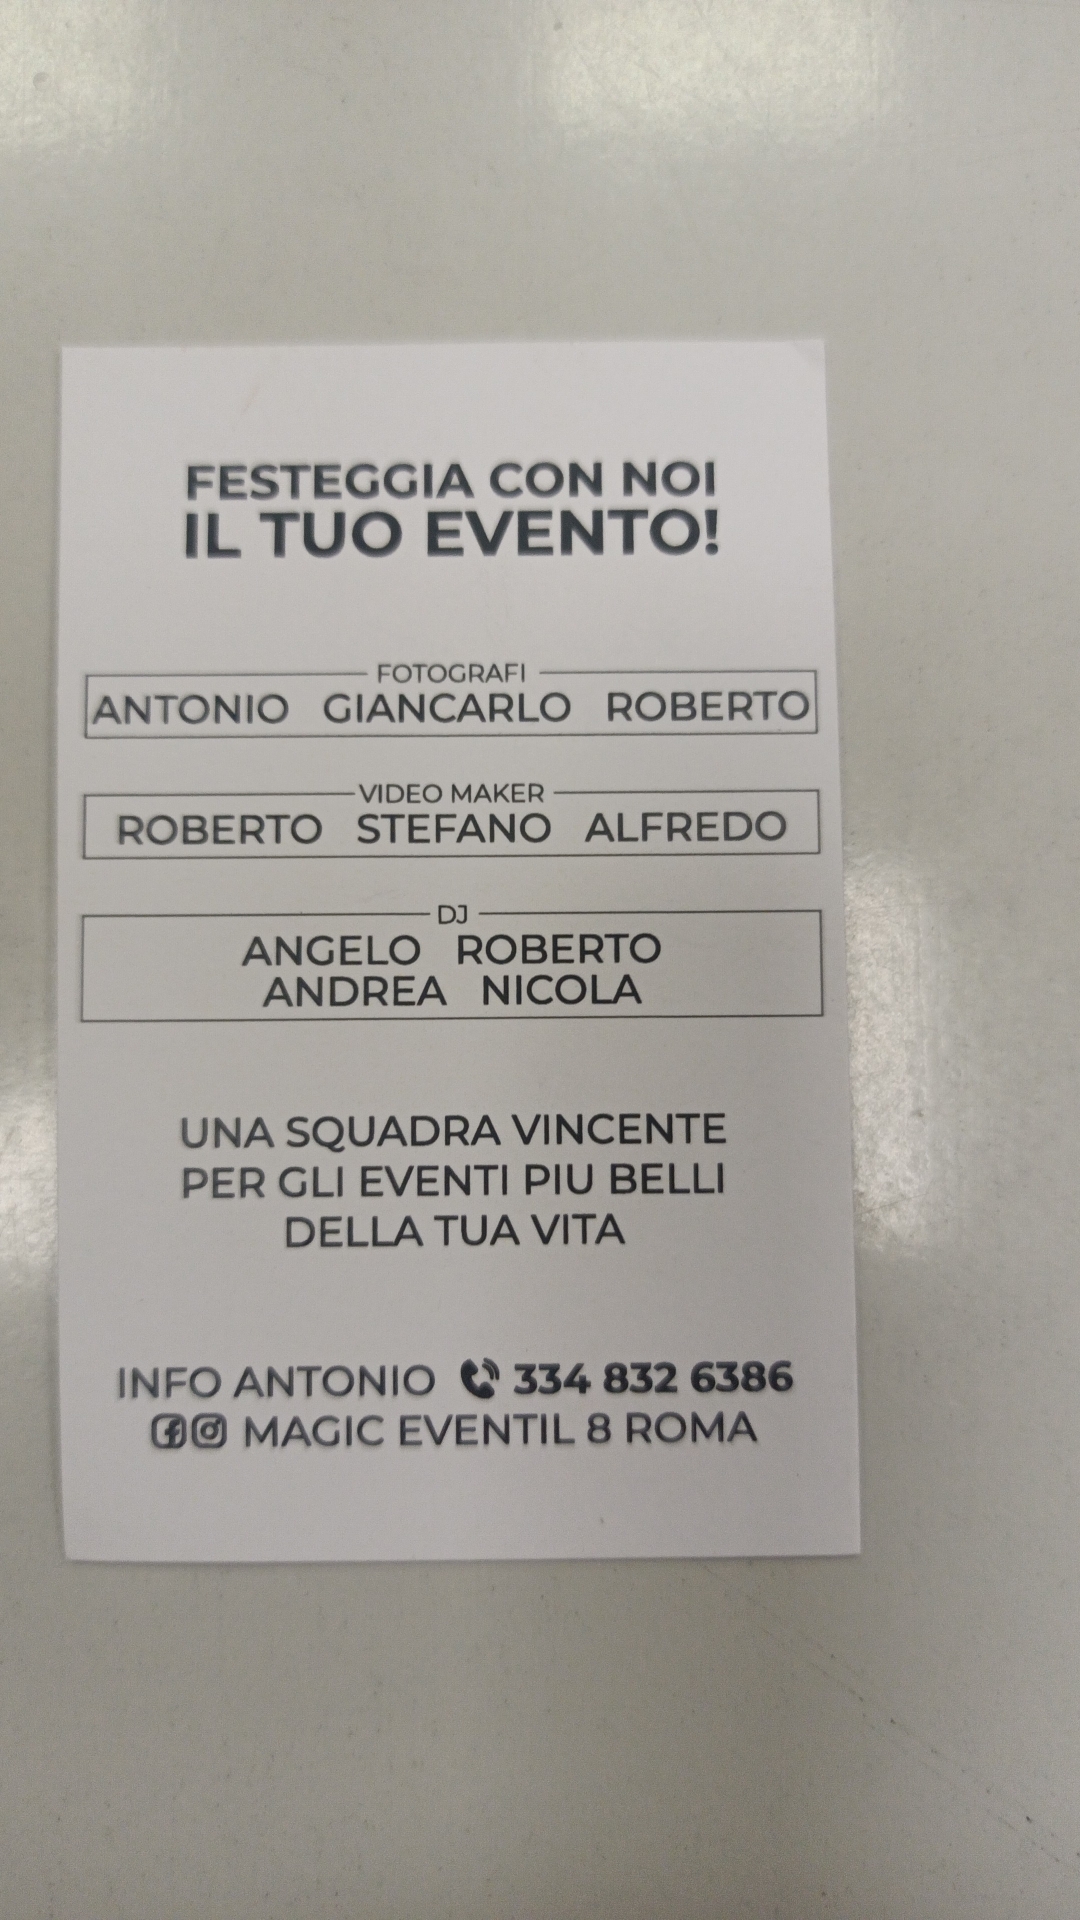 FESTEGGIA CON NOI
IL TUO EVENTO!
FOTOGRAFI
ANTONIO GIANCARLO ROBERTO
VIDEO MAKER
ROBERTO STEFANO ALFREDO
DJ
ANGELO ROBERTO
ANDREA NICOLA
UNA SQUADRA VINCENTE
PER GLI EVENTI PIU BELLI
DELLA TUA VITA
INFO ANTONIO 334 832 6386
MAGIC EVENTIL 8 ROMA